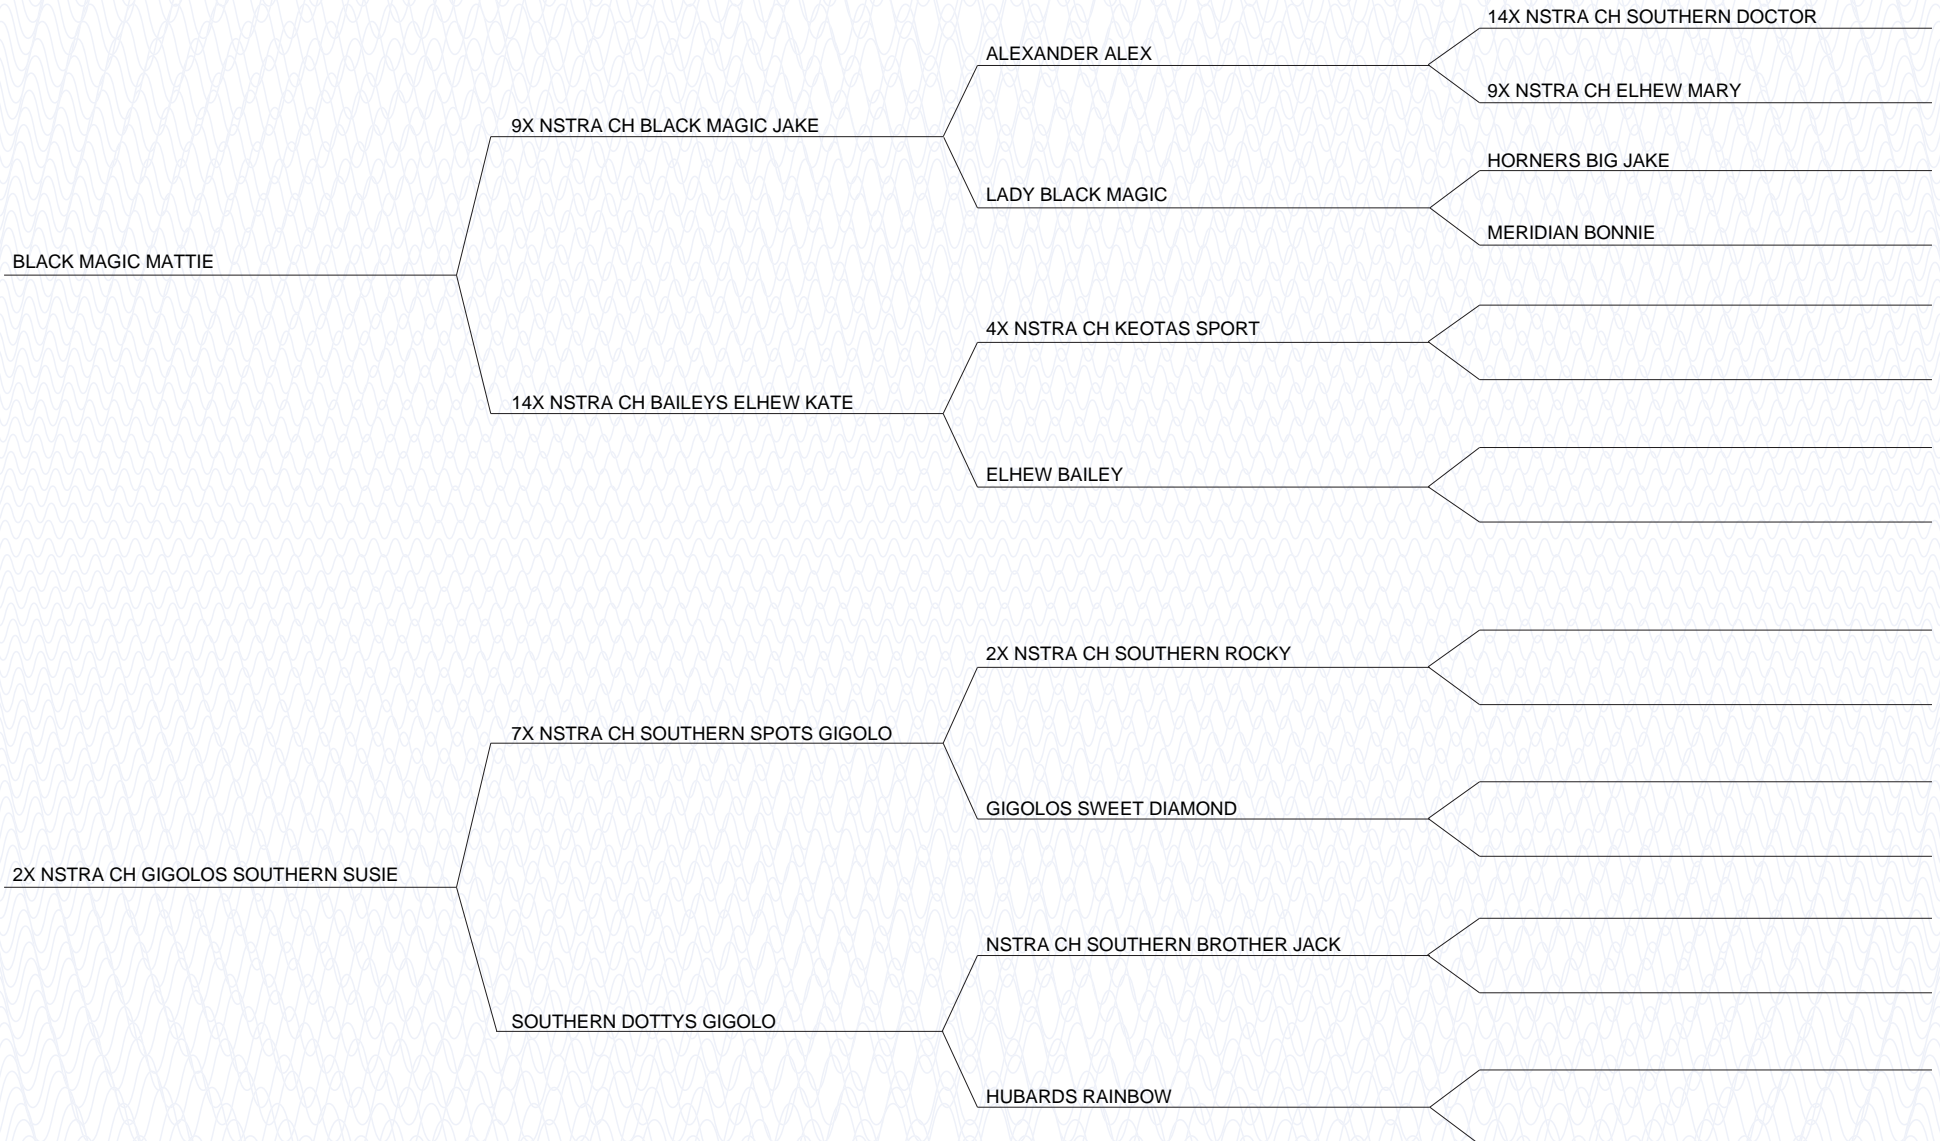 14X NSTRA CH SOUTHERN DOCTOR
ALEXANDER ALEX
9X NSTRA CH ELHEW MARY
9X NSTRA CH BLACK MAGIC JAKE
HORNERS BIG JAKE
LADY BLACK MAGIC
MERIDIAN BONNIE
BLACK MAGIC MATTIE
4X NSTRA CH KEOTAS SPORT
14X NSTRA CH BAILEYS ELHEW KATE
ELHEW BAILEY
2X NSTRA CH SOUTHERN ROCKY
7X NSTRA CH SOUTHERN SPOTS GIGOLO
GIGOLOS SWEET DIAMOND
2X NSTRA CH GIGOLOS SOUTHERN SUSIE
NSTRA CH SOUTHERN BROTHER JACK
SOUTHERN DOTTYS GIGOLO
HUBARDS RAINBOW